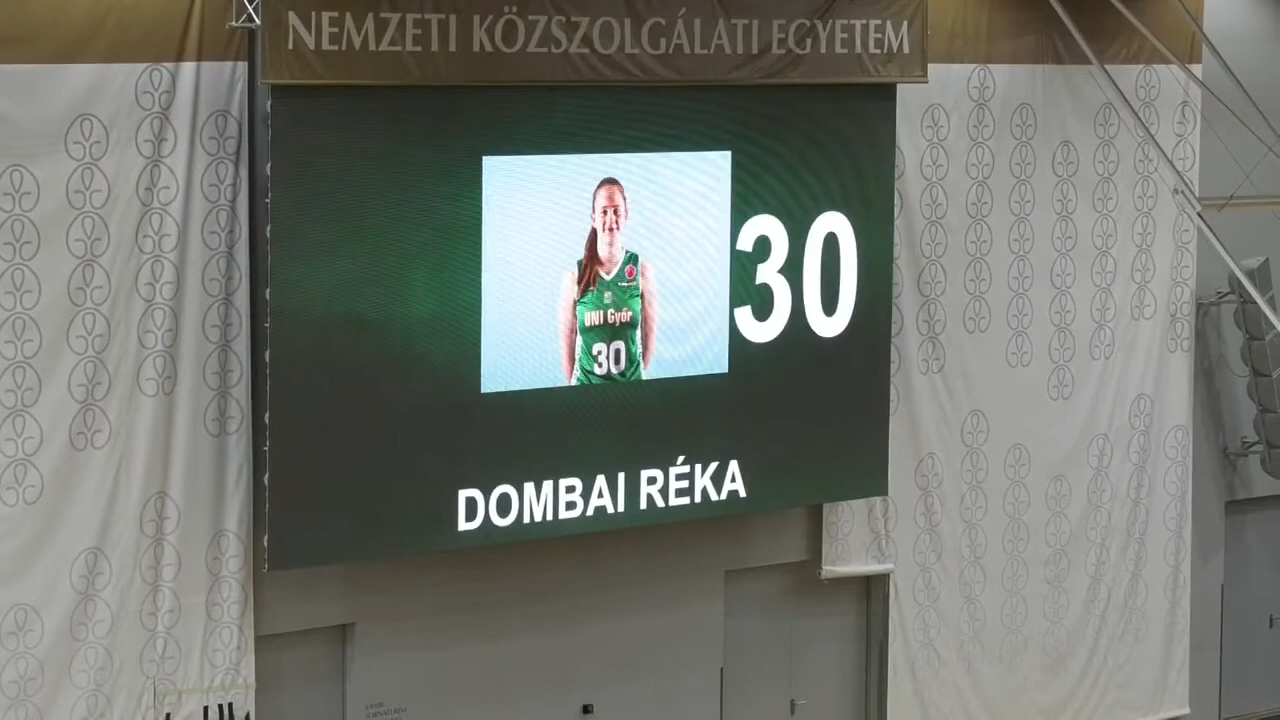 NEMZETI KÖZSZOLGÁLATI EGYETEM
30
UNI Győr
30
DOMBAI RÉKA